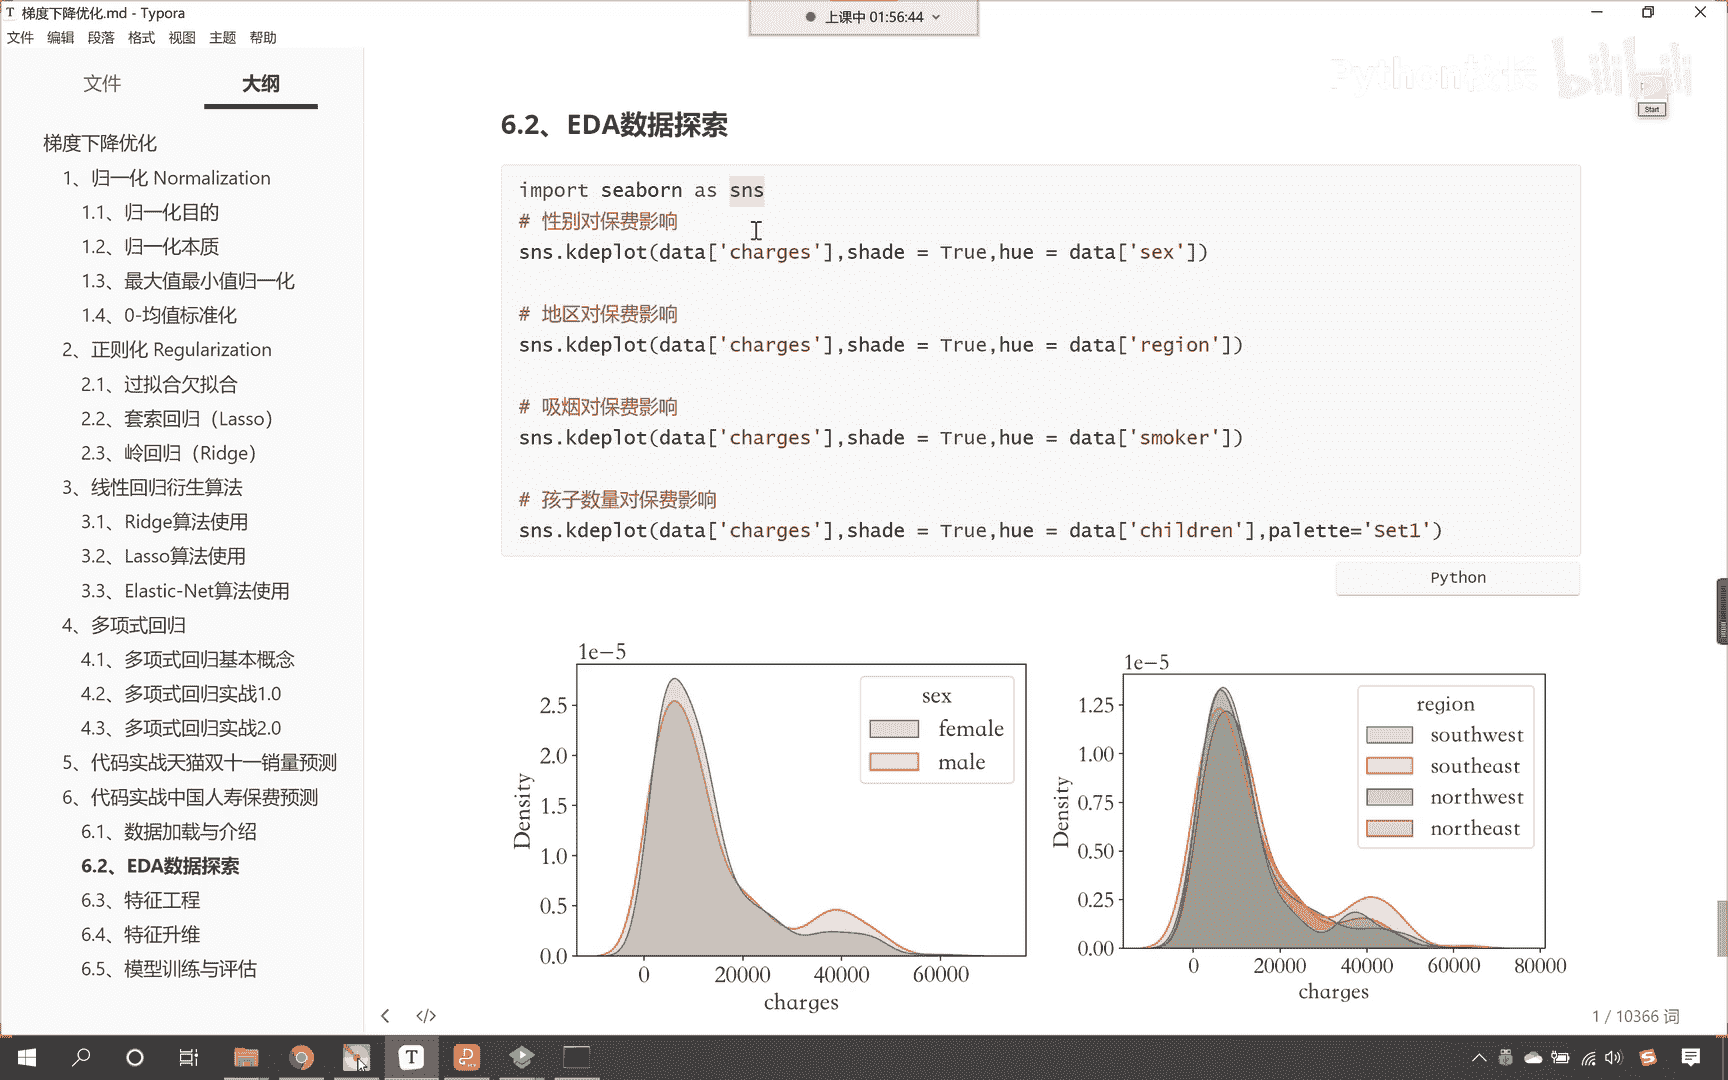 梯度下降优化.md - Typora
上课中 01:56:44
文件 编辑 段落 格式 视图 主题 帮助
文件 大纲
梯度下降优化
1、归一化 Normalization
1.1、归一化目的
1.2、归一化本质
1.3、最大值最小值归一化
1.4、0-均值标准化
2、正则化 Regularization
2.1、过拟合欠拟合
2.2、套索回归（Lasso）
2.3、岭回归（Ridge）
3、线性回归衍生算法
3.1、Ridge算法使用
3.2、Lasso算法使用
3.3、Elastic-Net算法使用
4、多项式回归
4.1、多项式回归基本概念
4.2、多项式回归实战1.0
4.3、多项式回归实战2.0
5、代码实战天猫双十一销量预测
6、代码实战中国人寿保费预测
6.1、数据加载与介绍
6.2、EDA数据探索
6.3、特征工程
6.4、特征升维
6.5、模型训练与评估
bilibili
Start
6.2、EDA数据探索
import seaborn as sns
# 性别对保费影响
sns.kdeplot(data['charges'],shade = True,hue = data['sex'])
# 地区对保费影响
sns.kdeplot(data['charges'],shade = True,hue = data['region'])
# 吸烟对保费影响
sns.kdeplot(data['charges'],shade = True,hue = data['smoker'])
# 孩子数量对保费影响
sns.kdeplot(data['charges'],shade = True,hue = data['children'],palette='Set1')
Python
1e−5
Density
2.5
2.0
1.5
1.0
0.5
0.0
0 20000 40000 60000
charges
sex
female
male
1e−5
Density
1.25
1.00
0.75
0.50
0.25
0.00
0 20000 40000 60000 80000
charges
region
southwest
southeast
northwest
northeast
1 / 10366 词